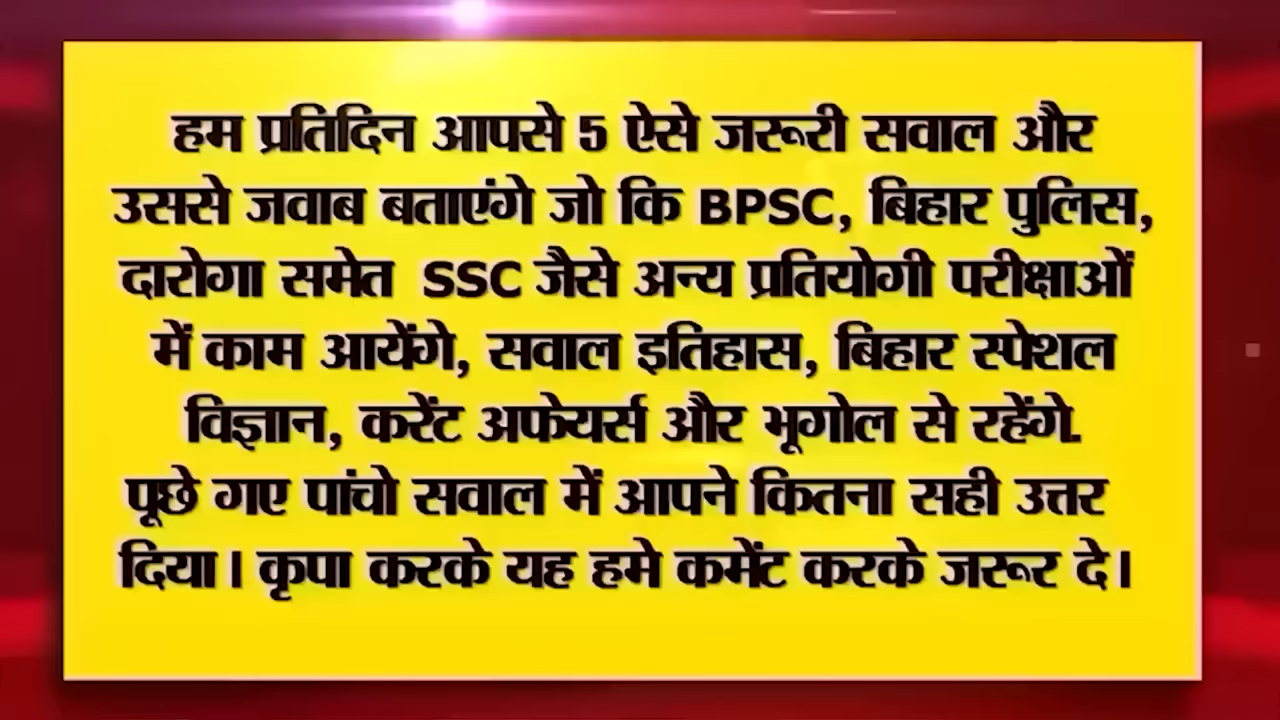 हम प्रतिदिन आपसे 5 ऐसे जरूरी सवाल और
उससे जवाब बताएंगे जो कि BPSC, बिहार पुलिस,
दारोगा समेत SSC जैसे अन्य प्रतियोगी परीक्षाओं
में काम आयेंगे, सवाल इतिहास, बिहार स्पेशल
विज्ञान, करेंट अफेयर्स और भूगोल से रहेंगे.
पूछे गए पांचो सवाल में आपने कितना सही उत्तर
दिया। कृपा करके यह हमे कमेंट करके जरूर दे।